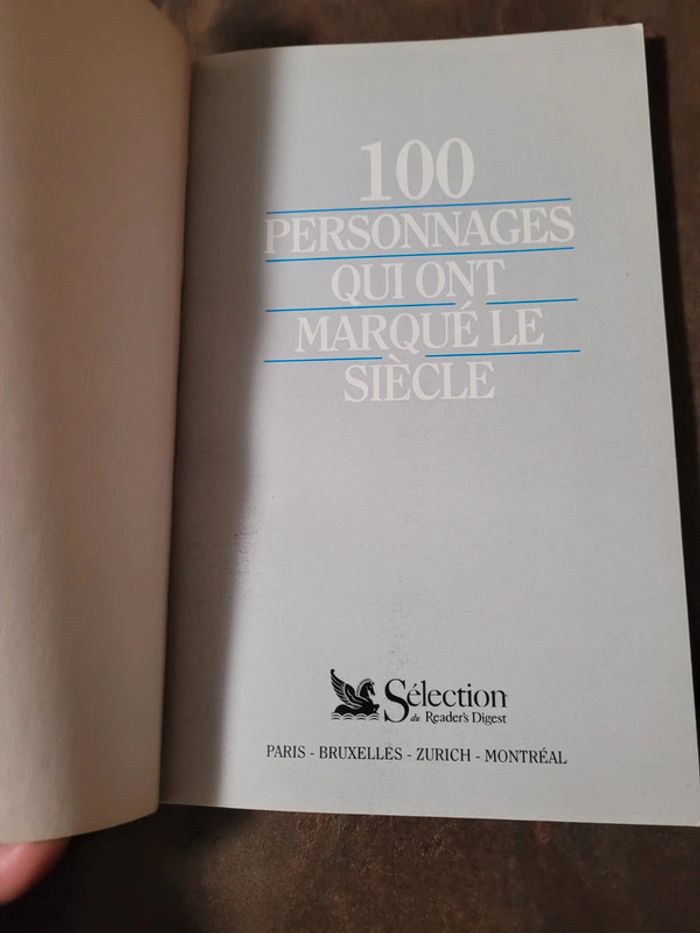 100
PERSONNAGES
QUI ONT
MARQUÉ LE
SIÈCLE
Sélection
du Reader's Digest
PARIS - BRUXELLES - ZURICH - MONTRÉAL